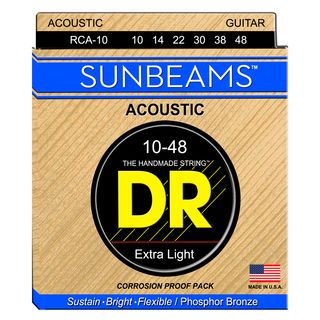 ACOUSTIC GUITAR
RCA-10 10 14 22 30 38 48
SUNBEAMS™
ACOUSTIC
10-48
THE HANDMADE STRING™
DR
Extra Light
CORROSION PROOF PACK
MADE IN U.S.A.
Sustain - Bright - Flexible / Phosphor Bronze